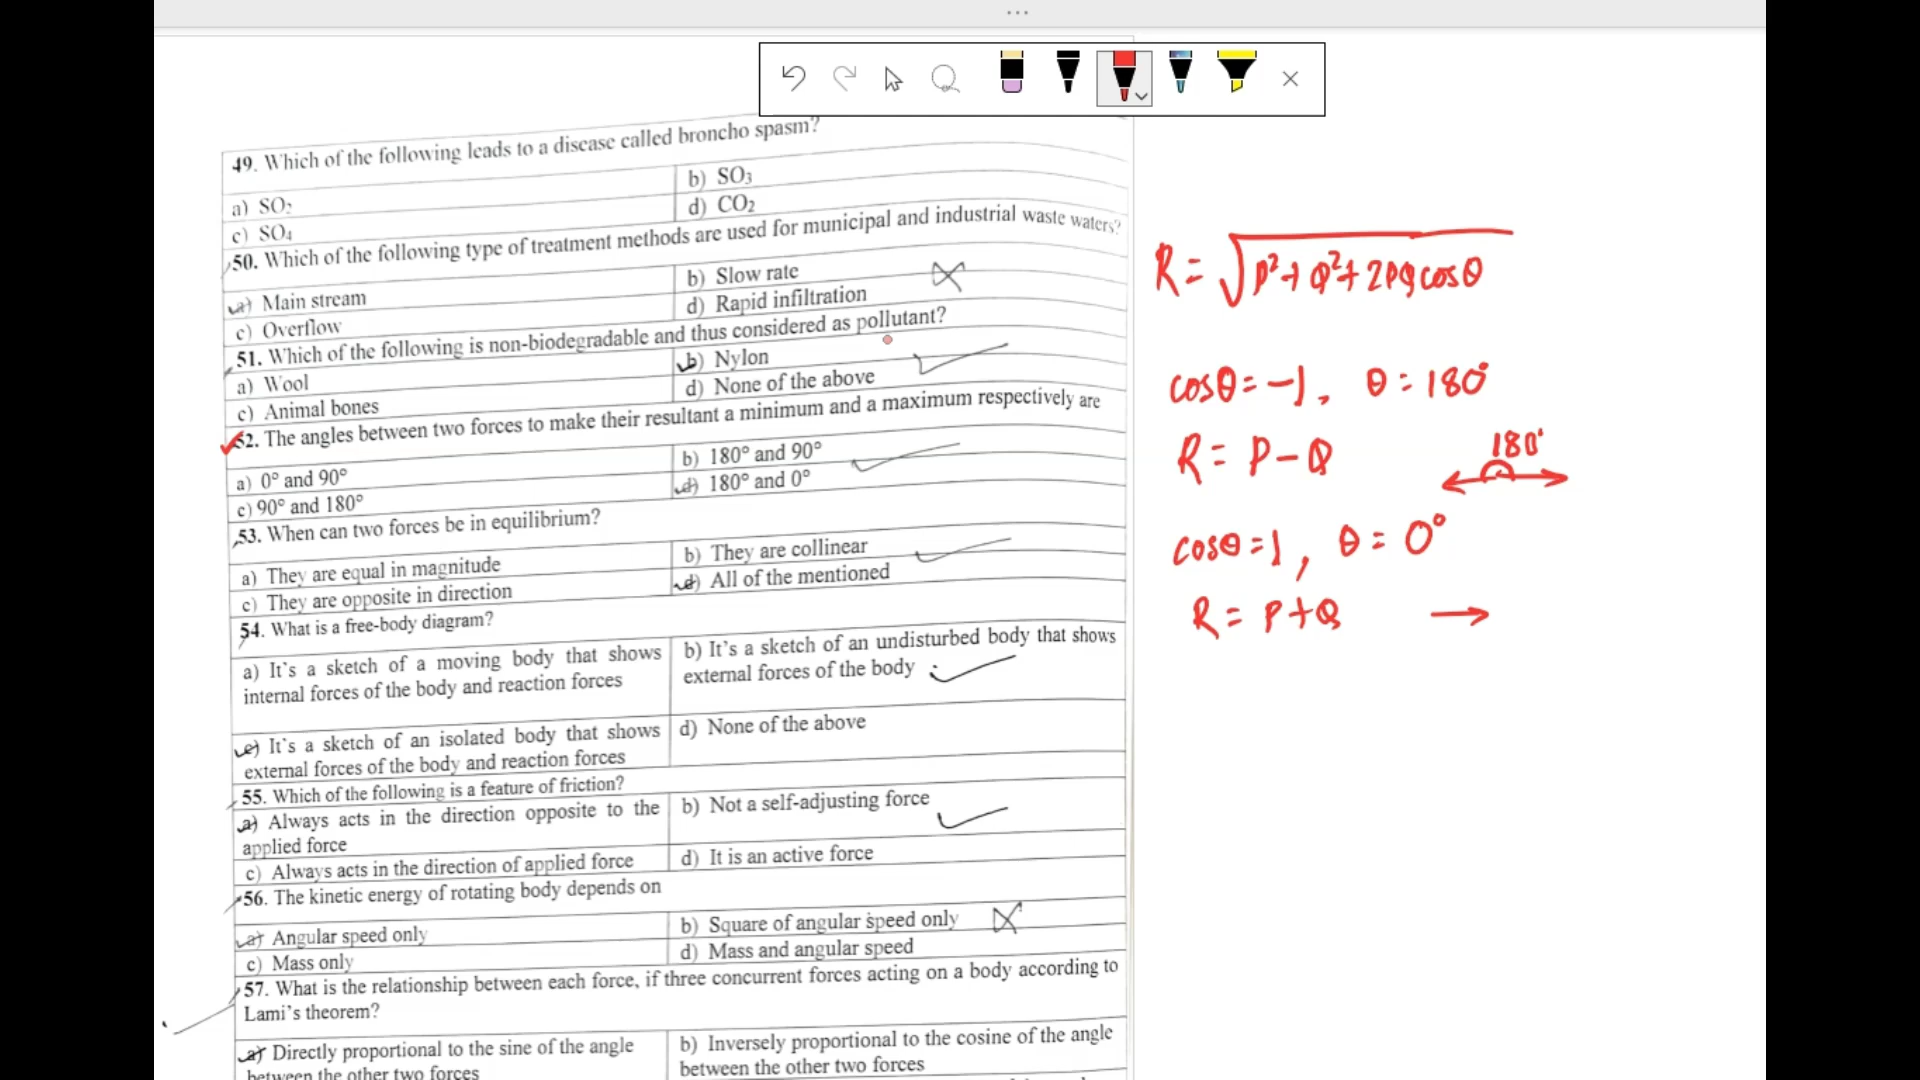 49. Which of the following leads to a disease called broncho spasm?
a) SO₂
b) SO₃
c) SO₄
d) CO₂
50. Which of the following type of treatment methods are used for municipal and industrial waste waters?
a) Main stream
b) Slow rate
c) Overflow
d) Rapid infiltration
51. Which of the following is non-biodegradable and thus considered as pollutant?
a) Wool
b) Nylon
c) Animal bones
d) None of the above
52. The angles between two forces to make their resultant a minimum and a maximum respectively are
a) 0° and 90°
b) 180° and 90°
c) 90° and 180°
d) 180° and 0°
53. When can two forces be in equilibrium?
a) They are equal in magnitude
b) They are collinear
c) They are opposite in direction
d) All of the mentioned
54. What is a free-body diagram?
a) It's a sketch of a moving body that shows
internal forces of the body and reaction forces
b) It's a sketch of an undisturbed body that shows
external forces of the body
c) It's a sketch of an isolated body that shows
external forces of the body and reaction forces
d) None of the above
55. Which of the following is a feature of friction?
a) Always acts in the direction opposite to the
applied force
b) Not a self-adjusting force
c) Always acts in the direction of applied force
d) It is an active force
56. The kinetic energy of rotating body depends on
a) Angular speed only
b) Square of angular speed only
c) Mass only
d) Mass and angular speed
57. What is the relationship between each force, if three concurrent forces acting on a body according to
Lami's theorem?
a) Directly proportional to the sine of the angle
between the other two forces
b) Inversely proportional to the cosine of the angle
between the other two forces
R = √P²+Q²+2PQcosθ
cosθ = -1, θ = 180°
R = P-Q
180°
cosθ = 1, θ = 0°
R = P+Q